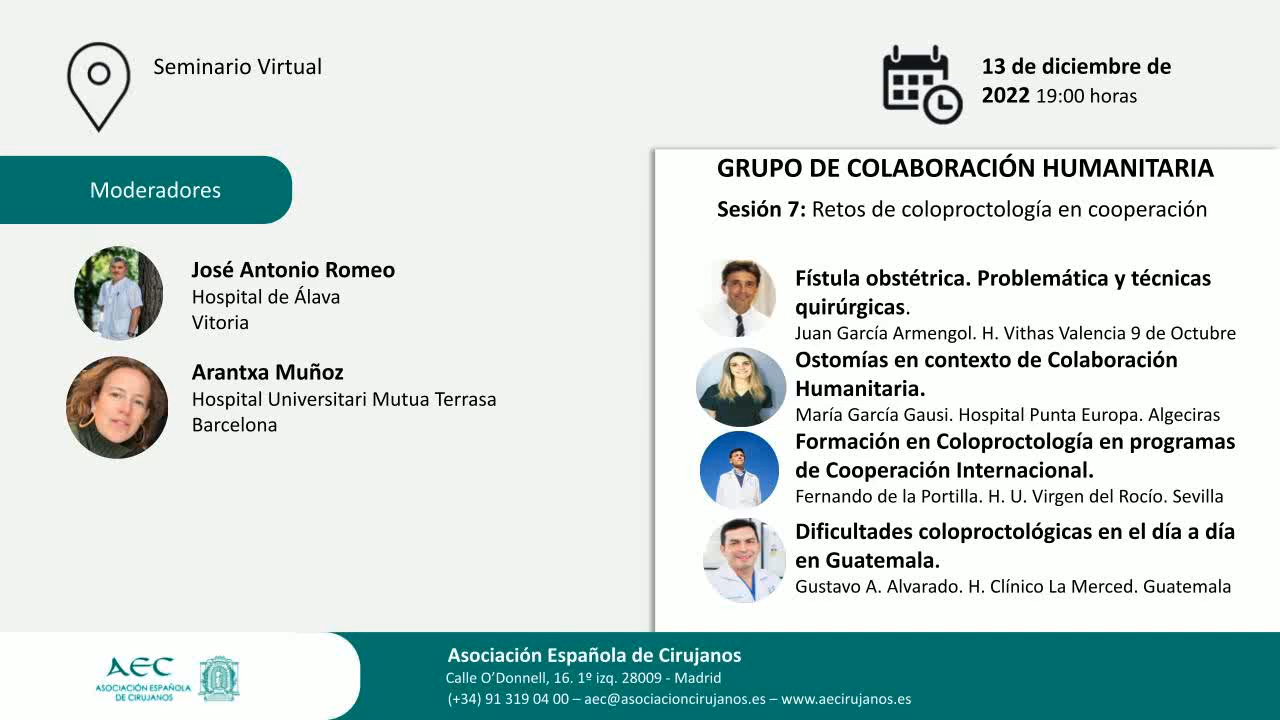 Seminario Virtual
13 de diciembre de
2022 19:00 horas
Moderadores
José Antonio Romeo
Hospital de Álava
Vitoria
Arantxa Muñoz
Hospital Universitari Mutua Terrasa
Barcelona
GRUPO DE COLABORACIÓN HUMANITARIA
Sesión 7: Retos de coloproctología en cooperación
Fístula obstétrica. Problemática y técnicas
quirúrgicas.
Juan García Armengol. H. Vithas Valencia 9 de Octubre
Ostomías en contexto de Colaboración
Humanitaria.
María García Gausi. Hospital Punta Europa. Algeciras
Formación en Coloproctología en programas
de Cooperación Internacional.
Fernando de la Portilla. H. U. Virgen del Rocío. Sevilla
Dificultades coloproctológicas en el día a día
en Guatemala.
Gustavo A. Alvarado. H. Clínico La Merced. Guatemala
AEC
ASOCIACIÓN ESPAÑOLA
DE CIRUJANOS
Asociación Española de Cirujanos
Calle O’Donnell, 16. 1º izq. 28009 - Madrid
(+34) 91 319 04 00 – aec@asociacioncirujanos.es – www.aecirujanos.es